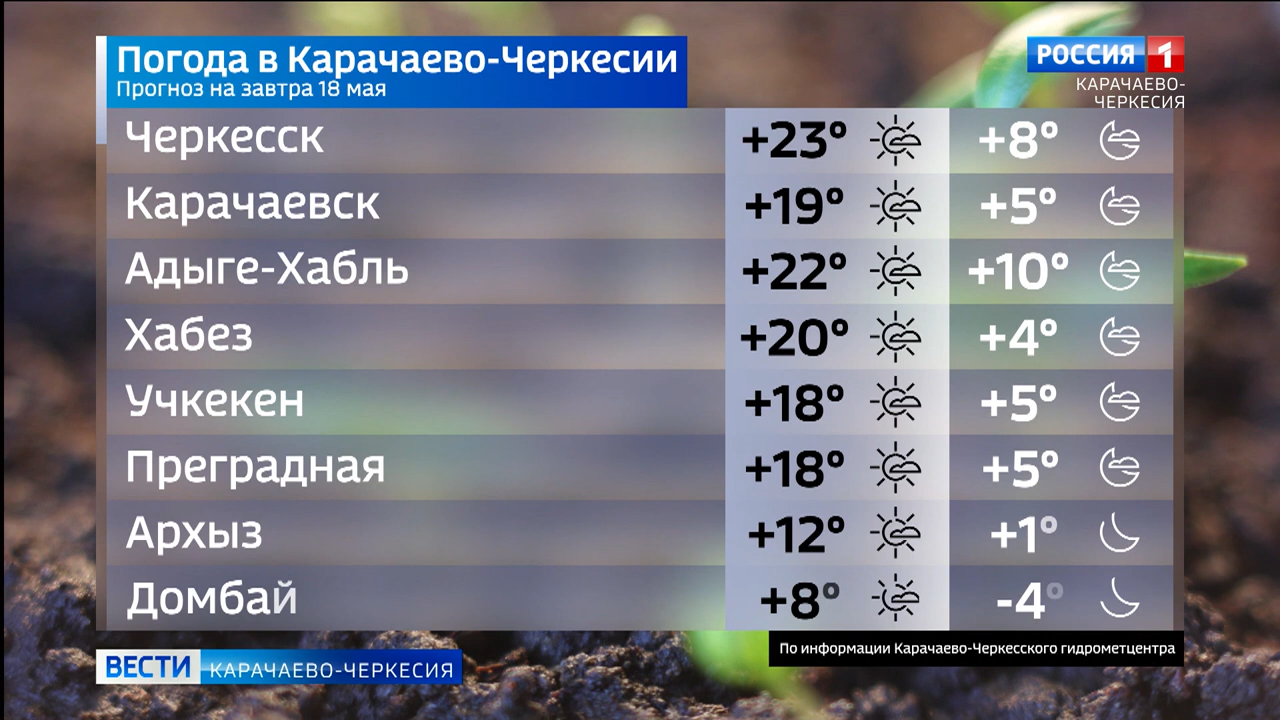 Погода в Карачаево-Черкесии
Прогноз на завтра 18 мая
РОССИЯ 1
КАРАЧАЕВО-
ЧЕРКЕСИЯ
Черкесск +23° +8°
Карачаевск +19° +5°
Адыге-Хабль +22° +10°
Хабез +20° +4°
Учкекен +18° +5°
Преградная +18° +5°
Архыз +12° +1°
Домбай +8° -4°
По информации Карачаево-Черкесского гидрометцентра
ВЕСТИ КАРАЧАЕВО-ЧЕРКЕСИЯ